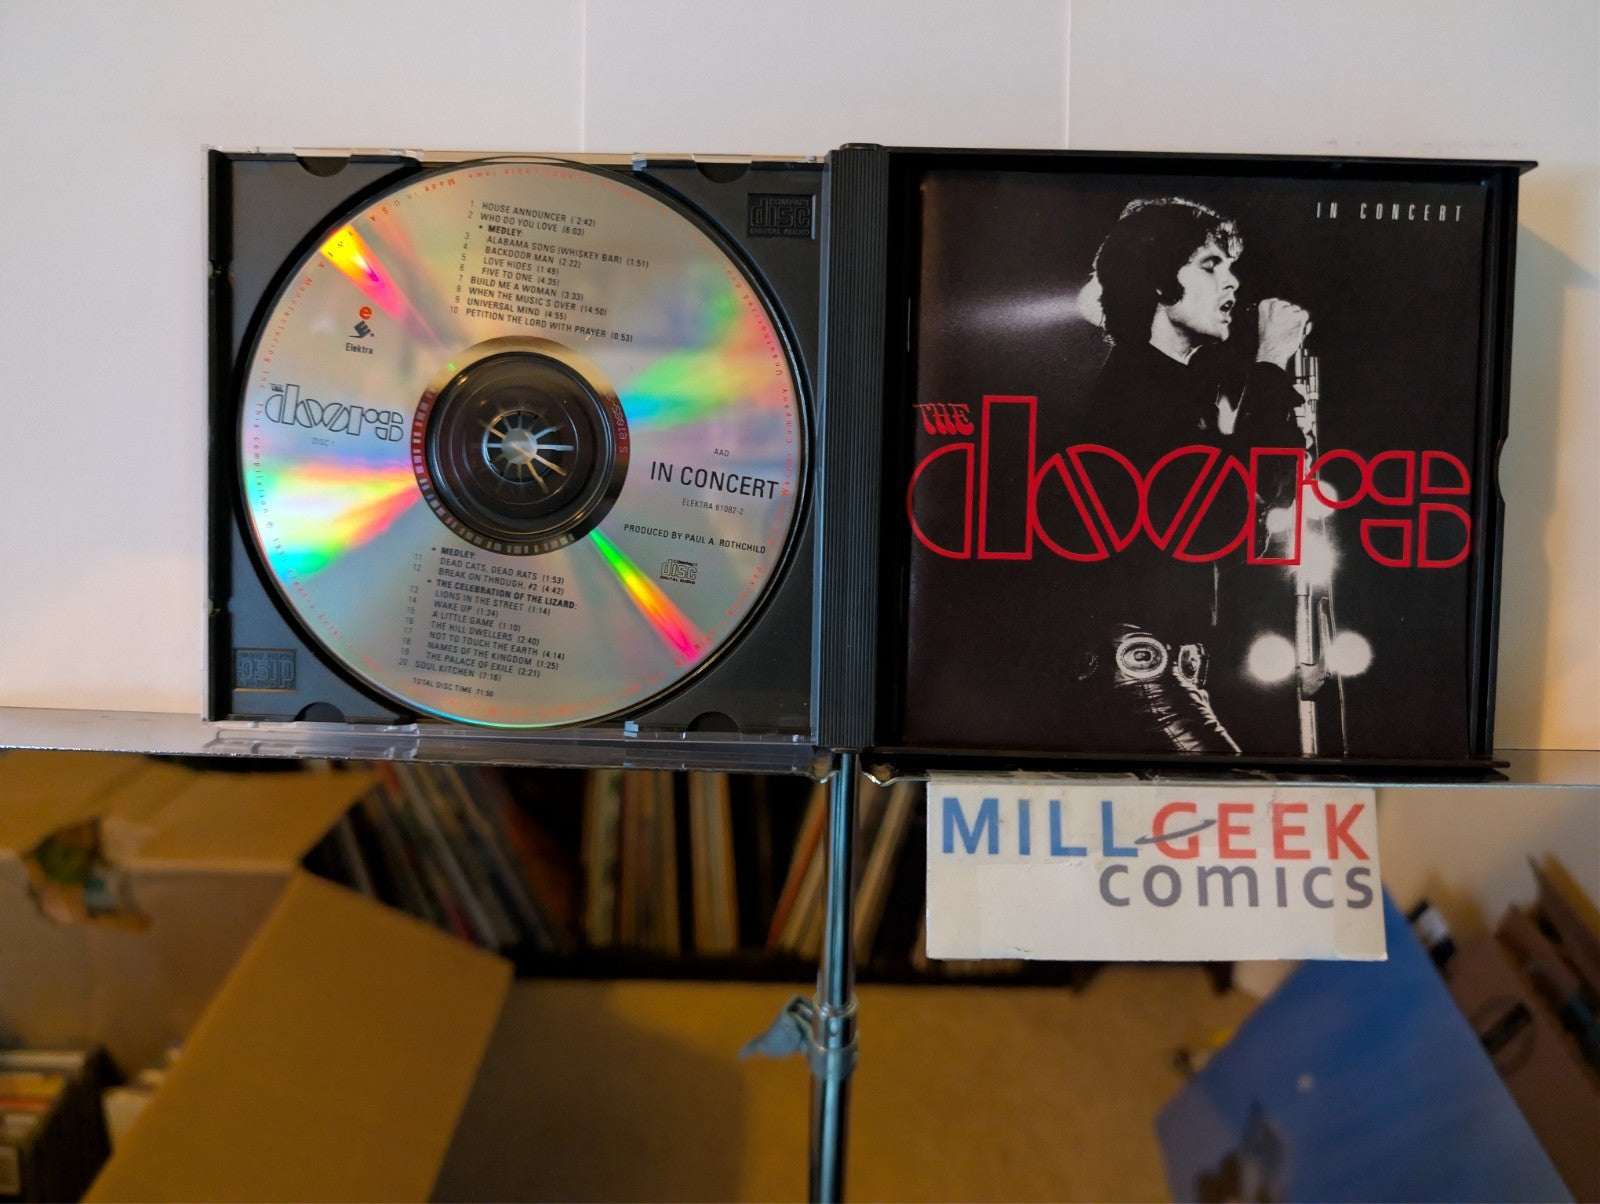 1 HOUSE ANNOUNCER (2:42)
2 WHO DO YOU LOVE (6:03)
• MEDLEY:
3 ALABAMA SONG (WHISKEY BAR) (1:51)
4 BACKDOOR MAN (2:22)
5 LOVE HIDES (1:49)
6 FIVE TO ONE (4:35)
7 BUILD ME A WOMAN (3:33)
8 WHEN THE MUSIC'S OVER (14:50)
9 UNIVERSAL MIND (4:55)
10 PETITION THE LORD WITH PRAYER (0:53)
e
Elektra
THE
doors
DISC 1
AAD
IN CONCERT
ELEKTRA 61082-2
PRODUCED BY PAUL A. ROTHCHILD
COMPACT
disc
DIGITAL AUDIO
• MEDLEY:
11 DEAD CATS, DEAD RATS (1:53)
12 BREAK ON THROUGH, #2 (4:42)
• THE CELEBRATION OF THE LIZARD:
13 LIONS IN THE STREET (1:14)
14 WAKE UP (1:24)
15 A LITTLE GAME (1:10)
16 THE HILL DWELLERS (2:40)
17 NOT TO TOUCH THE EARTH (4:14)
18 NAMES OF THE KINGDOM (1:25)
19 THE PALACE OF EXILE (2:21)
20 SOUL KITCHEN (7:16)
TOTAL DISC TIME 71:50
Made in U.S.A.
COMPACT
disc
DIGITAL AUDIO
IN CONCERT
THE
doors
MILLGEEK
comics